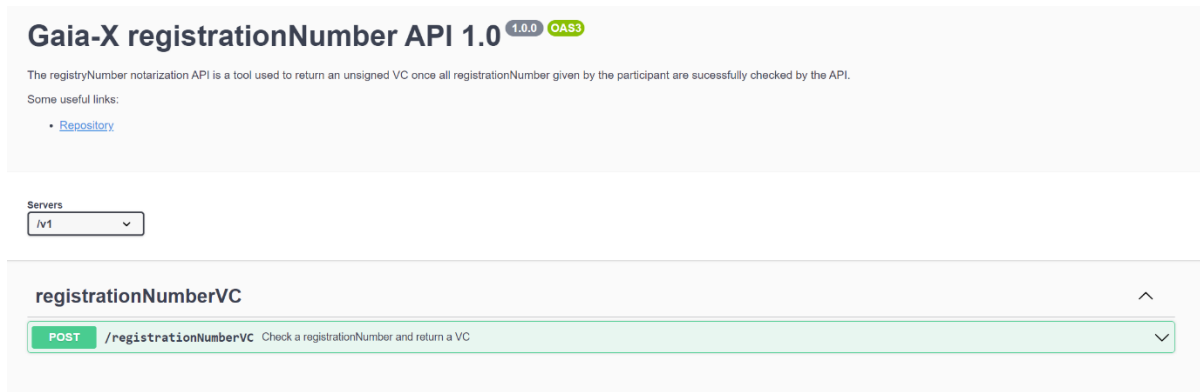 Gaia-X registrationNumber API 1.0 1.0.0 OAS3
The registryNumber notarization API is a tool used to return an unsigned VC once all registrationNumber given by the participant are sucessfully checked by the API.
Some useful links:
• Repository
Servers
/v1
registrationNumberVC
POST /registrationNumberVC Check a registrationNumber and return a VC